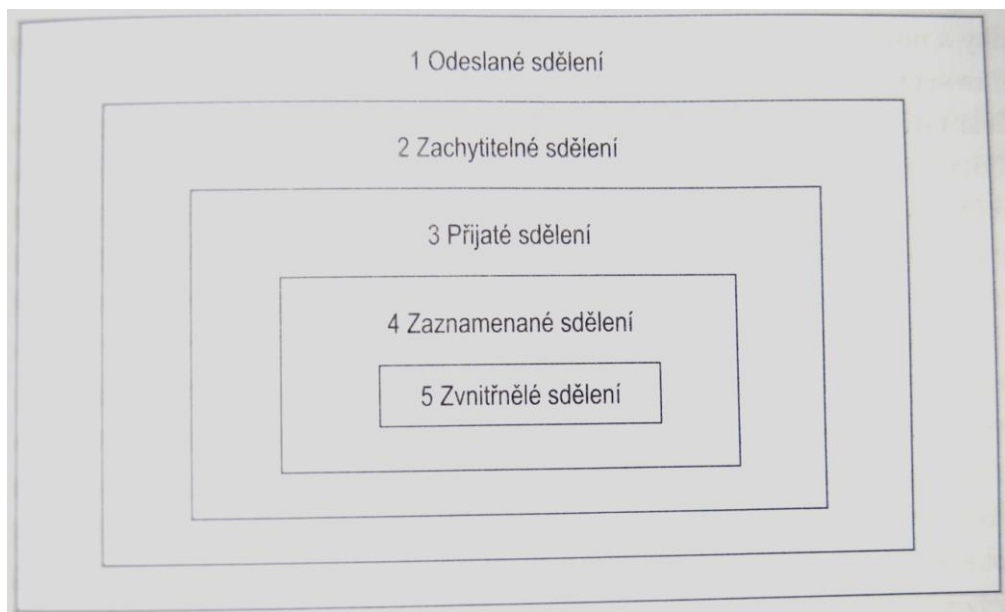 1 Odeslané sdělení
2 Zachytitelné sdělení
3 Přijaté sdělení
4 Zaznamenané sdělení
5 Zvnitřnělé sdělení